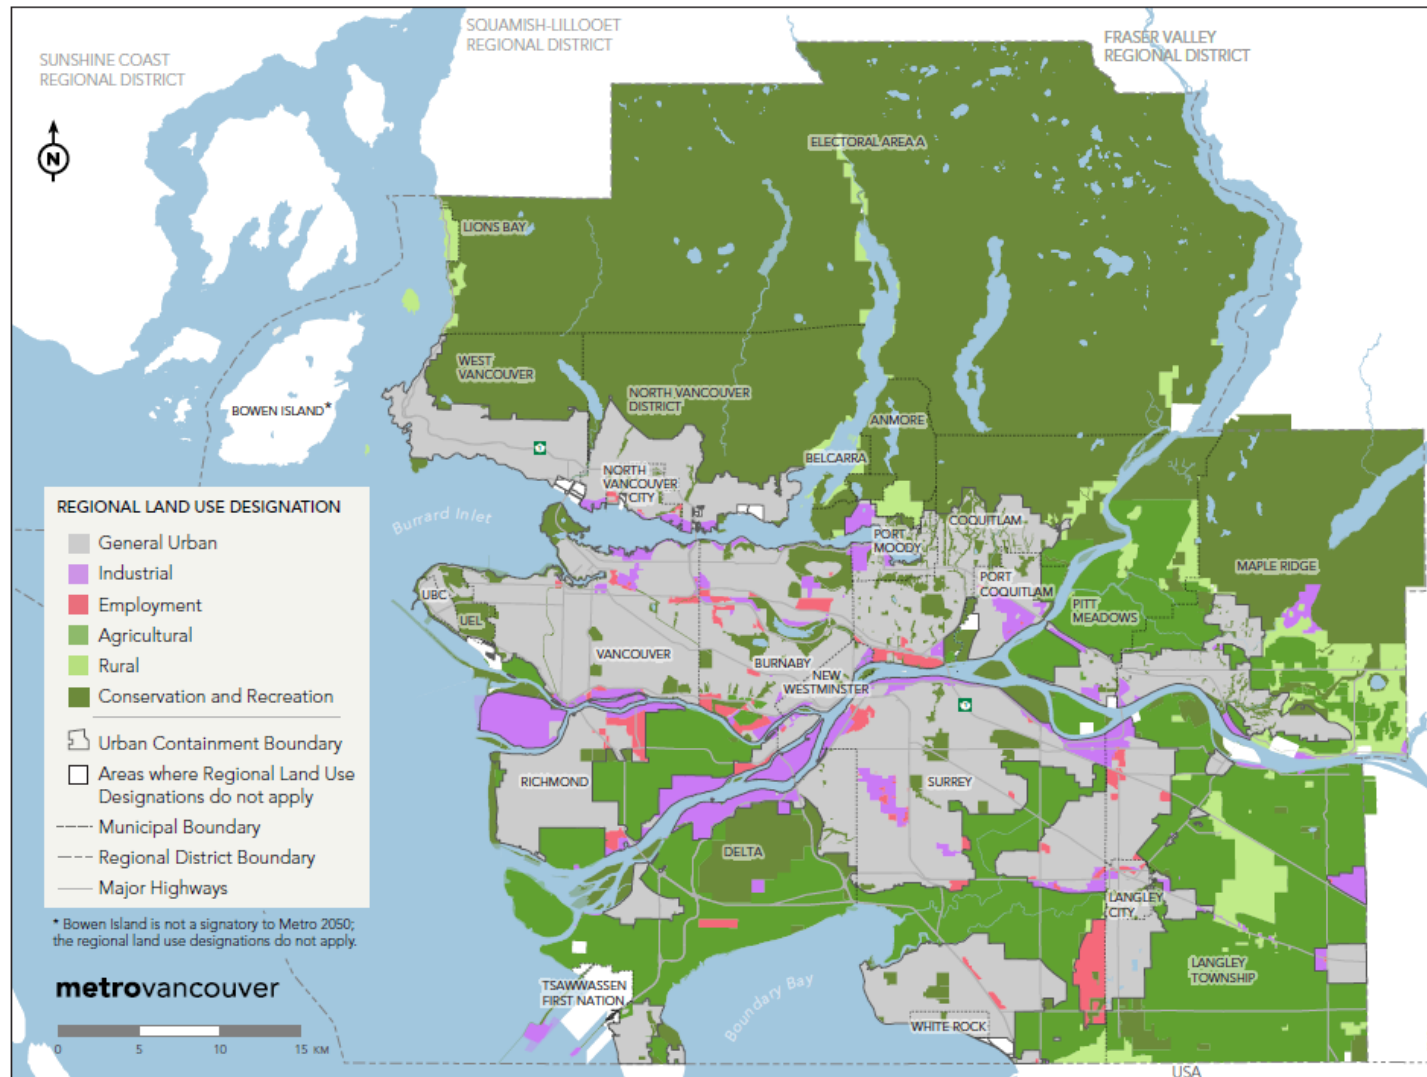 SUNSHINE COAST
REGIONAL DISTRICT
SQUAMISH-LILLOOET
REGIONAL DISTRICT
FRASER VALLEY
REGIONAL DISTRICT
N
ELECTORAL AREA A
LIONS BAY
WEST
VANCOUVER
NORTH VANCOUVER
DISTRICT
BOWEN ISLAND*
ANMORE
BELCARRA
NORTH
VANCOUVER
CITY
1
Burrard Inlet
COQUITLAM
PORT
MOODY
PORT
COQUITLAM
MAPLE RIDGE
PITT
MEADOWS
UBC
UEL
VANCOUVER
BURNABY
NEW
WESTMINSTER
1
RICHMOND
SURREY
DELTA
LANGLEY
CITY
LANGLEY
TOWNSHIP
TSAWWASSEN
FIRST NATION
Boundary Bay
WHITE ROCK
USA
REGIONAL LAND USE DESIGNATION
General Urban
Industrial
Employment
Agricultural
Rural
Conservation and Recreation
Urban Containment Boundary
Areas where Regional Land Use
Designations do not apply
Municipal Boundary
Regional District Boundary
Major Highways
* Bowen Island is not a signatory to Metro 2050;
the regional land use designations do not apply.
metrovancouver
0 5 10 15 KM